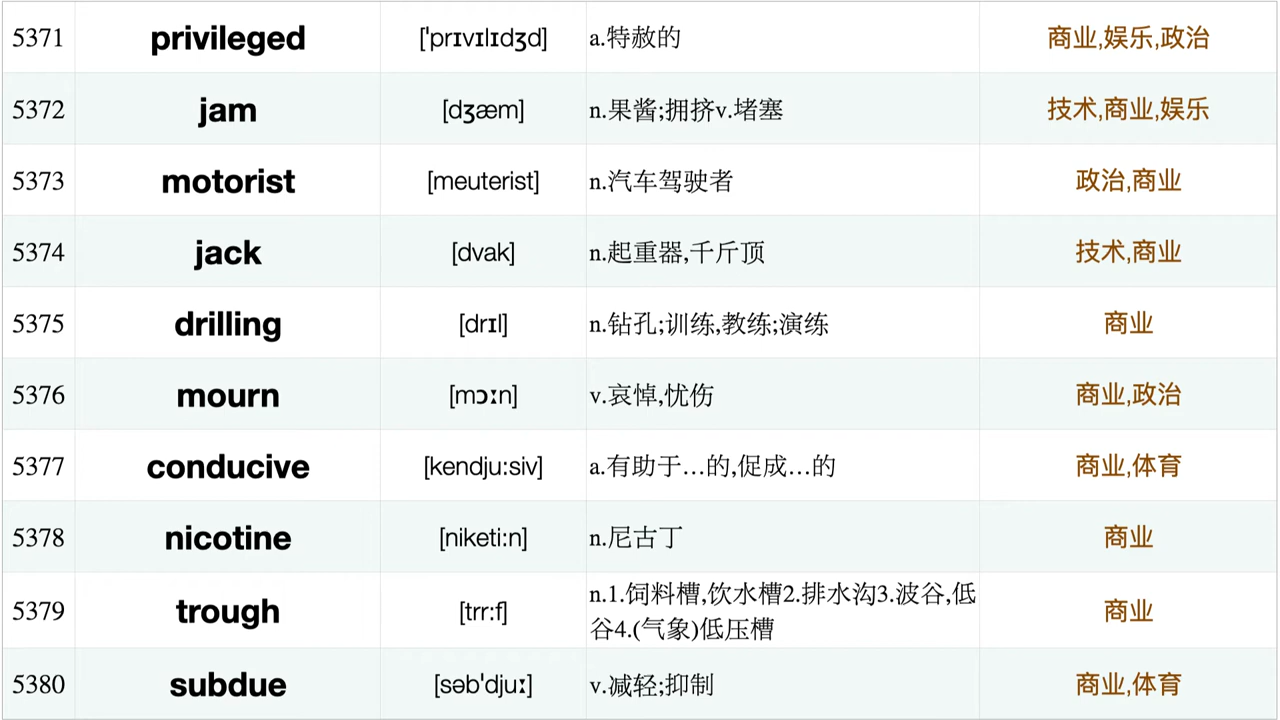 5371 privileged [ˈprɪvɪlɪdʒd] a.特赦的 商业,娱乐,政治
5372 jam [dʒæm] n.果酱;拥挤v.堵塞 技术,商业,娱乐
5373 motorist [meuterist] n.汽车驾驶者 政治,商业
5374 jack [dvak] n.起重器,千斤顶 技术,商业
5375 drilling [drɪl] n.钻孔;训练,教练;演练 商业
5376 mourn [mɔːn] v.哀悼,忧伤 商业,政治
5377 conducive [kendju:siv] a.有助于…的,促成…的 商业,体育
5378 nicotine [niketi:n] n.尼古丁 商业
5379 trough [trr:f] n.1.饲料槽,饮水槽2.排水沟3.波谷,低
谷4.(气象)低压槽 商业
5380 subdue [səbˈdjuː] v.减轻;抑制 商业,体育